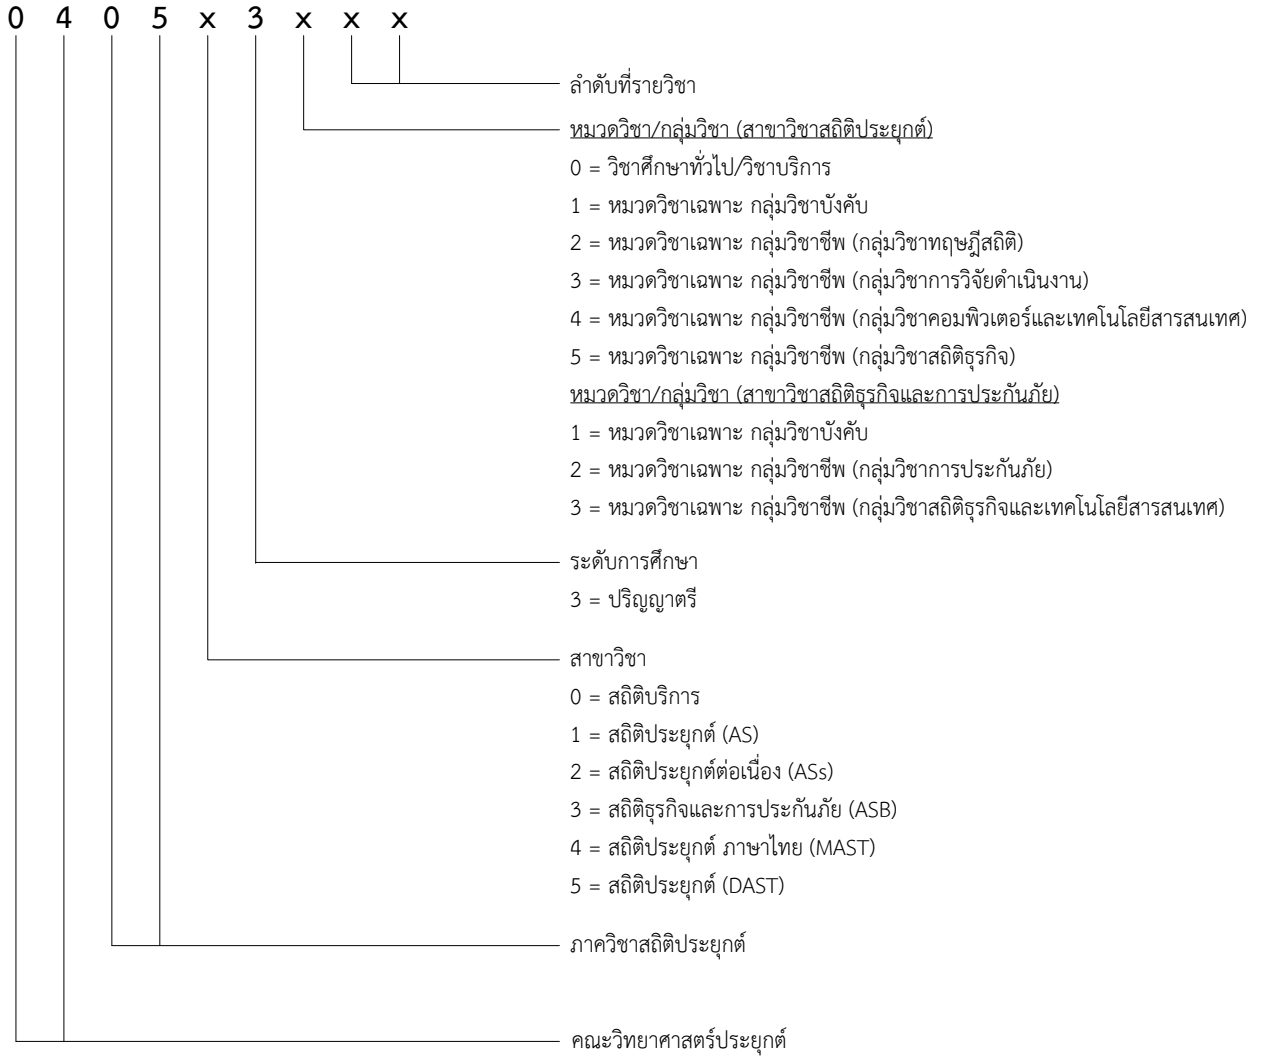 0 4 0 5 x 3 x x x
ลำดับที่รายวิชา
หมวดวิชา/กลุ่มวิชา (สาขาวิชาสถิติประยุกต์)
0 = วิชาศึกษาทั่วไป/วิชาบริการ
1 = หมวดวิชาเฉพาะ กลุ่มวิชาบังคับ
2 = หมวดวิชาเฉพาะ กลุ่มวิชาชีพ (กลุ่มวิชาทฤษฎีสถิติ)
3 = หมวดวิชาเฉพาะ กลุ่มวิชาชีพ (กลุ่มวิชาการวิจัยดำเนินงาน)
4 = หมวดวิชาเฉพาะ กลุ่มวิชาชีพ (กลุ่มวิชาคอมพิวเตอร์และเทคโนโลยีสารสนเทศ)
5 = หมวดวิชาเฉพาะ กลุ่มวิชาชีพ (กลุ่มวิชาสถิติธุรกิจ)
หมวดวิชา/กลุ่มวิชา (สาขาวิชาสถิติธุรกิจและการประกันภัย)
1 = หมวดวิชาเฉพาะ กลุ่มวิชาบังคับ
2 = หมวดวิชาเฉพาะ กลุ่มวิชาชีพ (กลุ่มวิชาการประกันภัย)
3 = หมวดวิชาเฉพาะ กลุ่มวิชาชีพ (กลุ่มวิชาสถิติธุรกิจและเทคโนโลยีสารสนเทศ)
ระดับการศึกษา
3 = ปริญญาตรี
สาขาวิชา
0 = สถิติบริการ
1 = สถิติประยุกต์ (AS)
2 = สถิติประยุกต์ต่อเนื่อง (ASs)
3 = สถิติธุรกิจและการประกันภัย (ASB)
4 = สถิติประยุกต์ ภาษาไทย (MAST)
5 = สถิติประยุกต์ (DAST)
ภาควิชาสถิติประยุกต์
คณะวิทยาศาสตร์ประยุกต์